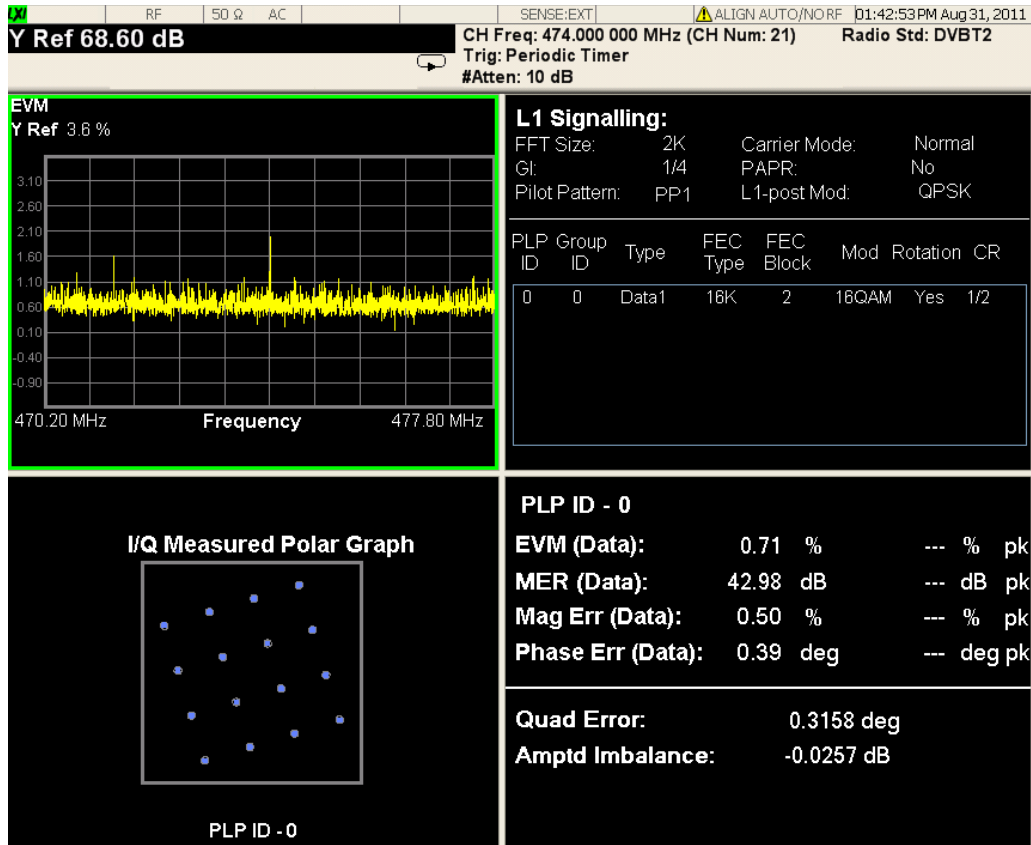 LXI RF 50 Ω AC SENSE:EXT ALIGN AUTO/NO RF 01:42:53 PM Aug 31, 2011
Y Ref 68.60 dB
CH Freq: 474.000 000 MHz (CH Num: 21) Radio Std: DVBT2
Trig: Periodic Timer
#Atten: 10 dB
EVM
Y Ref 3.6 %
3.10
2.60
2.10
1.60
1.10
0.60
0.10
-0.40
-0.90
470.20 MHz Frequency 477.80 MHz
L1 Signalling:
FFT Size: 2K Carrier Mode: Normal
GI: 1/4 PAPR: No
Pilot Pattern: PP1 L1-post Mod: QPSK
PLP ID Group ID Type FEC Type FEC Block Mod Rotation CR
0 0 Data1 16K 2 16QAM Yes 1/2
I/Q Measured Polar Graph
PLP ID - 0
PLP ID - 0
EVM (Data): 0.71 % --- % pk
MER (Data): 42.98 dB --- dB pk
Mag Err (Data): 0.50 % --- % pk
Phase Err (Data): 0.39 deg --- deg pk
Quad Error: 0.3158 deg
Amptd Imbalance: -0.0257 dB